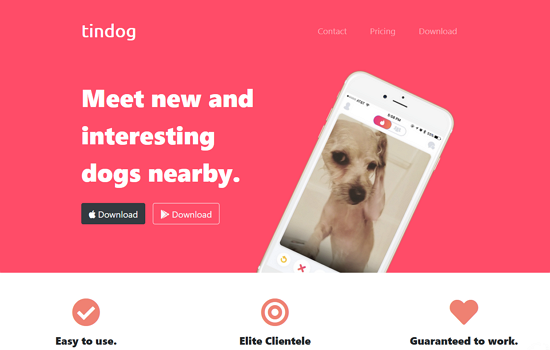 tindog
Contact Pricing Download
Meet new and
interesting
dogs nearby.
Download Download
Easy to use. Elite Clientele Guaranteed to work.